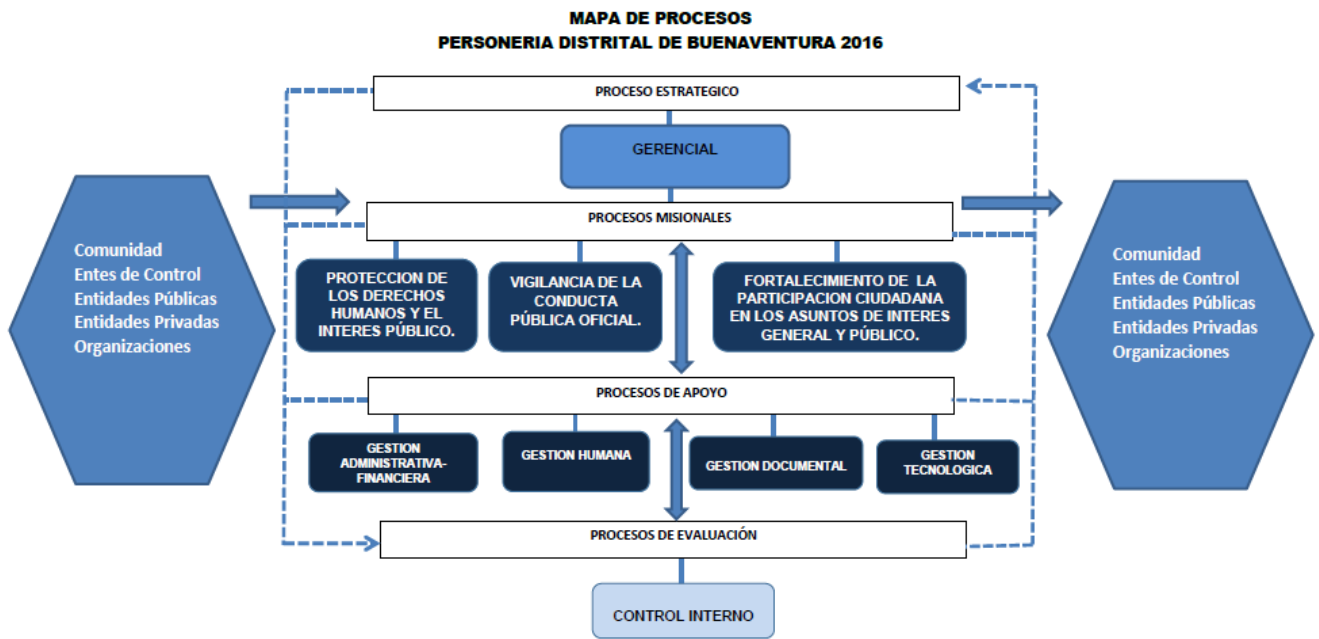 MAPA DE PROCESOS
PERSONERIA DISTRITAL DE BUENAVENTURA 2016
PROCESO ESTRATEGICO
GERENCIAL
PROCESOS MISIONALES
Comunidad
Entes de Control
Entidades Públicas
Entidades Privadas
Organizaciones
PROTECCION DE
LOS DERECHOS
HUMANOS Y EL
INTERES PÚBLICO.
VIGILANCIA DE LA
CONDUCTA
PÚBLICA OFICIAL.
FORTALECIMIENTO DE LA
PARTICIPACION CIUDADANA
EN LOS ASUNTOS DE INTERES
GENERAL Y PÚBLICO.
Comunidad
Entes de Control
Entidades Públicas
Entidades Privadas
Organizaciones
PROCESOS DE APOYO
GESTION
ADMINISTRATIVA-
FINANCIERA
GESTION HUMANA
GESTION DOCUMENTAL
GESTION
TECNOLOGICA
PROCESOS DE EVALUACIÓN
CONTROL INTERNO